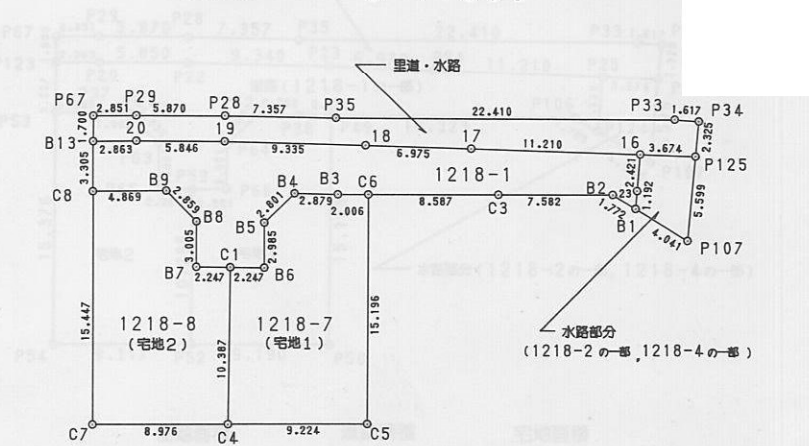 里道・水路
P67 P29 P28 P35 P33 P34
2.851 5.870 7.357 22.410 1.617
1.700 2.325
B13 20 19 18 17 16 P125
2.863 5.846 9.335 6.975 11.210 3.674
3.305 2.421 5.599
C8 B9 B4 B3 C6 1218-1 C3 B2 23 1.192
4.869 2.859 2.801 2.879 2.006 8.587 7.582 1.772
B8 B5 B1 4.041 P107
3.005 2.985
B7 C1 B6
2.247 2.247
15.447 10.387 15.196
1218-8 1218-7
(宅地2) (宅地1)
水路部分
(1218-2の一部,1218-4の一部)
C7 8.976 C4 9.224 C5